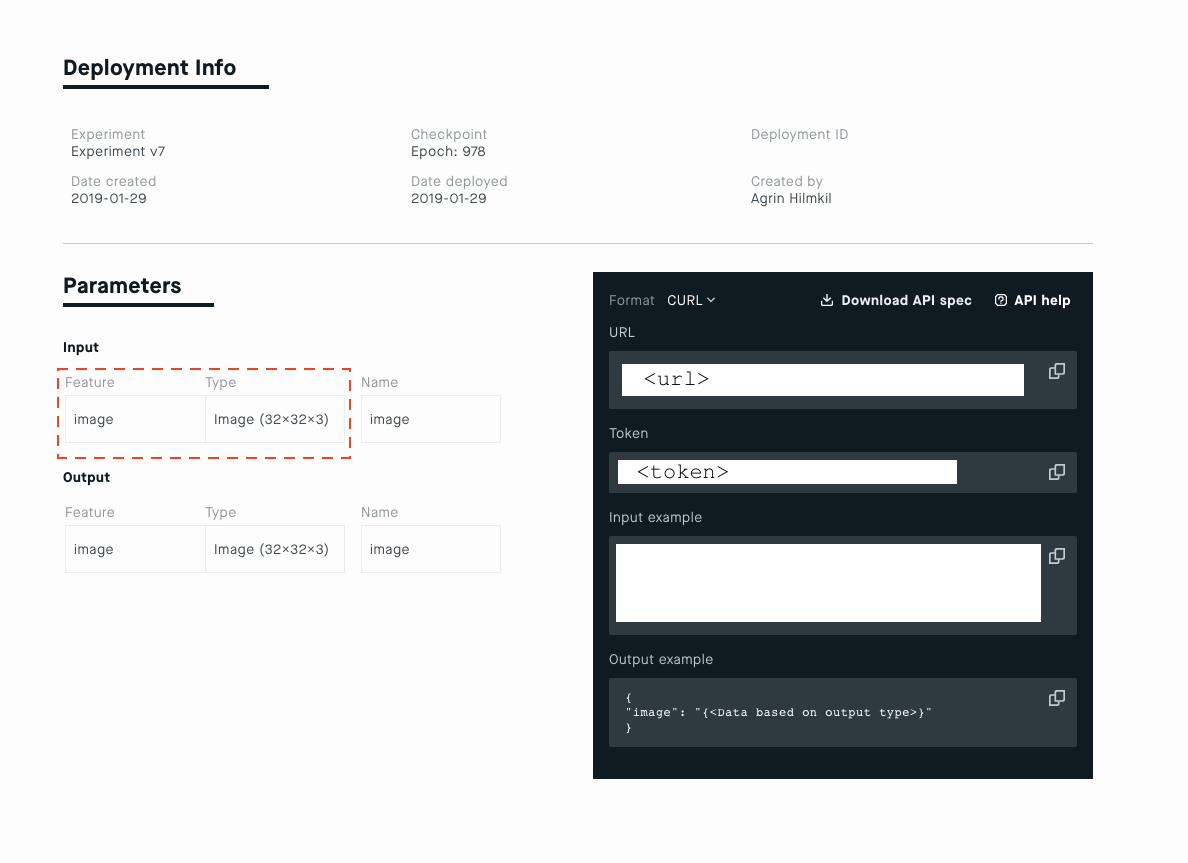 Deployment Info
Experiment
Experiment v7
Checkpoint
Epoch: 978
Deployment ID
Date created
2019-01-29
Date deployed
2019-01-29
Created by
Agrin Hilmkil
Parameters
Input
Feature Type Name
image Image (32×32×3) image
Output
Feature Type Name
image Image (32×32×3) image
Format CURL Download API spec API help
URL
<url>
Token
<token>
Input example
Output example
{
"image": "{<Data based on output type>}"
}